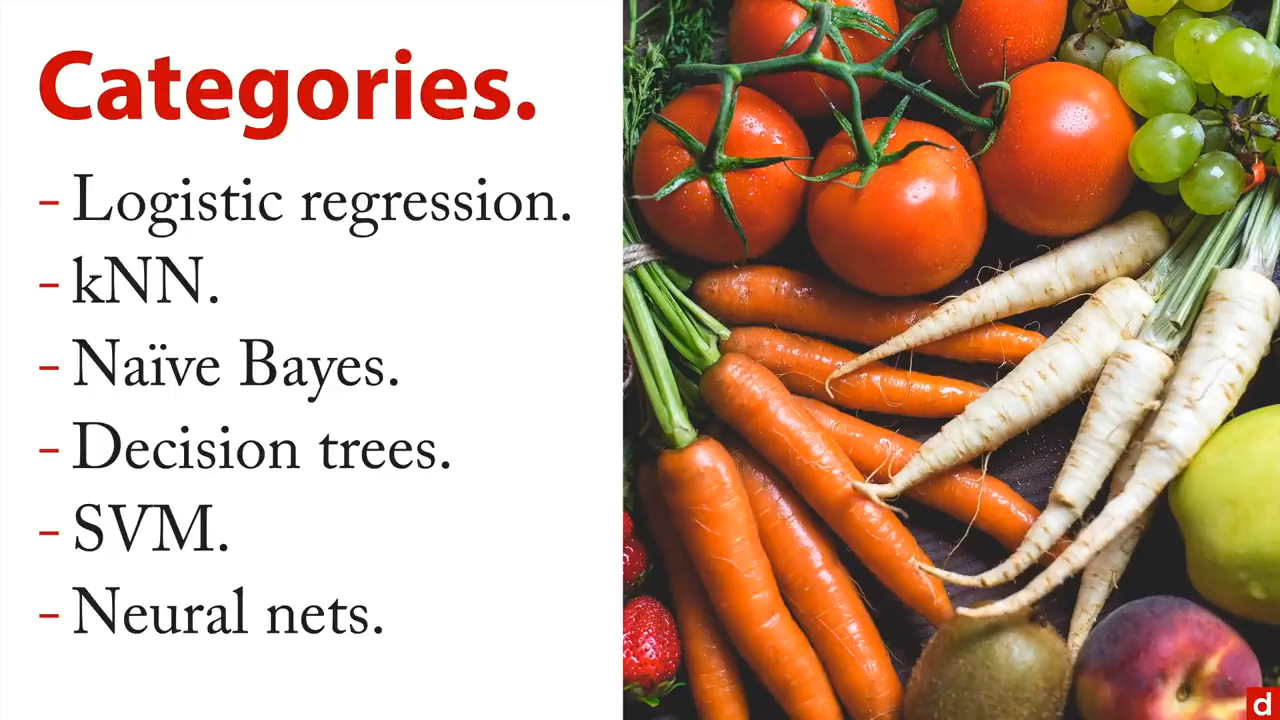 Categories.
- Logistic regression.
- kNN.
- Naïve Bayes.
- Decision trees.
- SVM.
- Neural nets.
d